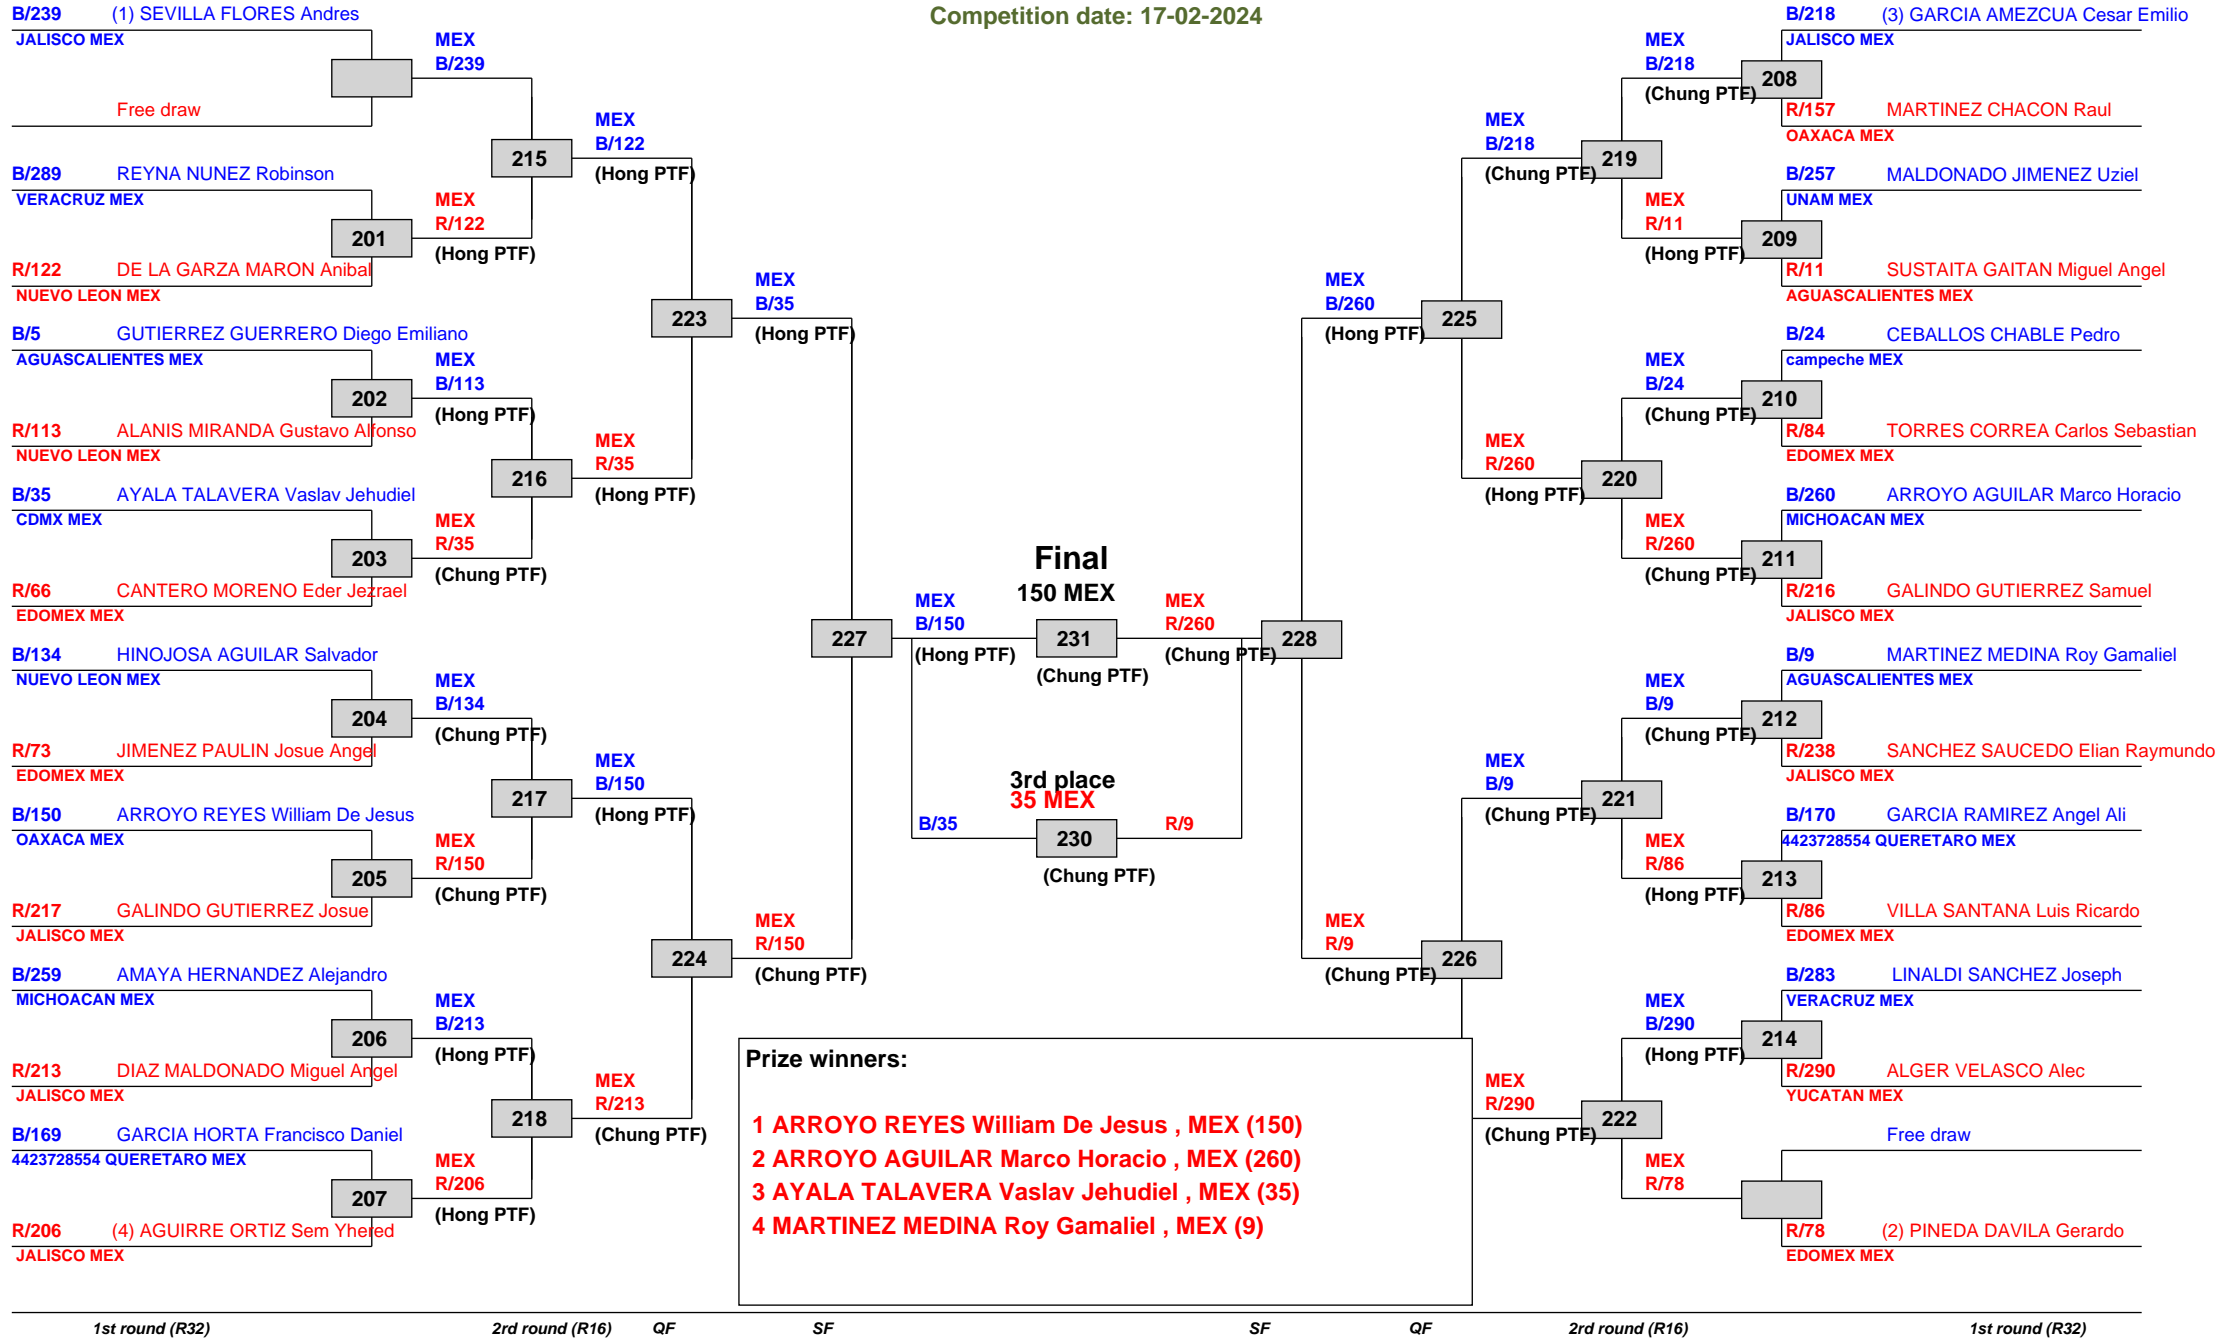 Competition date: 17-02-2024
B/239 (1) SEVILLA FLORES Andres
JALISCO MEX
Free draw
B/289 REYNA NUNEZ Robinson
VERACRUZ MEX
201
R/122 DE LA GARZA MARON Anibal
NUEVO LEON MEX
B/5 GUTIERREZ GUERRERO Diego Emiliano
AGUASCALIENTES MEX
202
R/113 ALANIS MIRANDA Gustavo Alfonso
NUEVO LEON MEX
B/35 AYALA TALAVERA Vaslav Jehudiel
CDMX MEX
203
R/66 CANTERO MORENO Eder Jezrael
EDOMEX MEX
B/134 HINOJOSA AGUILAR Salvador
NUEVO LEON MEX
204
R/73 JIMENEZ PAULIN Josue Angel
EDOMEX MEX
B/150 ARROYO REYES William De Jesus
OAXACA MEX
205
R/217 GALINDO GUTIERREZ Josue
JALISCO MEX
B/259 AMAYA HERNANDEZ Alejandro
MICHOACAN MEX
206
R/213 DIAZ MALDONADO Miguel Angel
JALISCO MEX
B/169 GARCIA HORTA Francisco Daniel
4423728554 QUERETARO MEX
207
R/206 (4) AGUIRRE ORTIZ Sem Yhered
JALISCO MEX
MEX
B/239
215
MEX
R/122
(Hong PTF)
MEX
B/113
(Hong PTF)
216
MEX
R/35
(Chung PTF)
MEX
B/134
(Chung PTF)
217
MEX
R/150
(Chung PTF)
MEX
B/213
(Hong PTF)
218
MEX
R/206
(Hong PTF)
MEX
B/122
(Hong PTF)
223
MEX
R/35
(Hong PTF)
MEX
B/150
(Hong PTF)
224
MEX
R/213
(Chung PTF)
MEX
B/35
(Hong PTF)
227
MEX
R/150
(Chung PTF)
Final
150 MEX
MEX
B/150
(Hong PTF)
231
(Chung PTF)
MEX
R/260
(Chung PTF)
3rd place
35 MEX
B/35
230
R/9
(Chung PTF)
MEX
B/260
(Hong PTF)
228
MEX
R/9
(Chung PTF)
MEX
B/218
(Chung PTF)
225
MEX
R/260
(Hong PTF)
MEX
B/9
(Chung PTF)
226
MEX
R/290
(Chung PTF)
MEX
B/218
(Chung PTF)
219
MEX
R/11
(Hong PTF)
MEX
B/24
(Chung PTF)
220
MEX
R/260
(Chung PTF)
MEX
B/9
(Chung PTF)
221
MEX
R/86
(Hong PTF)
MEX
B/290
(Hong PTF)
222
MEX
R/78
B/218 (3) GARCIA AMEZCUA Cesar Emilio
JALISCO MEX
208
R/157 MARTINEZ CHACON Raul
OAXACA MEX
B/257 MALDONADO JIMENEZ Uziel
UNAM MEX
209
R/11 SUSTAITA GAITAN Miguel Angel
AGUASCALIENTES MEX
B/24 CEBALLOS CHABLE Pedro
campeche MEX
210
R/84 TORRES CORREA Carlos Sebastian
EDOMEX MEX
B/260 ARROYO AGUILAR Marco Horacio
MICHOACAN MEX
211
R/216 GALINDO GUTIERREZ Samuel
JALISCO MEX
B/9 MARTINEZ MEDINA Roy Gamaliel
AGUASCALIENTES MEX
212
R/238 SANCHEZ SAUCEDO Elian Raymundo
JALISCO MEX
B/170 GARCIA RAMIREZ Angel Ali
4423728554 QUERETARO MEX
213
R/86 VILLA SANTANA Luis Ricardo
EDOMEX MEX
B/283 LINALDI SANCHEZ Joseph
VERACRUZ MEX
214
R/290 ALGER VELASCO Alec
YUCATAN MEX
Free draw
R/78 (2) PINEDA DAVILA Gerardo
EDOMEX MEX
Prize winners:
1 ARROYO REYES William De Jesus , MEX (150)
2 ARROYO AGUILAR Marco Horacio , MEX (260)
3 AYALA TALAVERA Vaslav Jehudiel , MEX (35)
4 MARTINEZ MEDINA Roy Gamaliel , MEX (9)
1st round (R32) 2rd round (R16) QF SF SF QF 2rd round (R16) 1st round (R32)